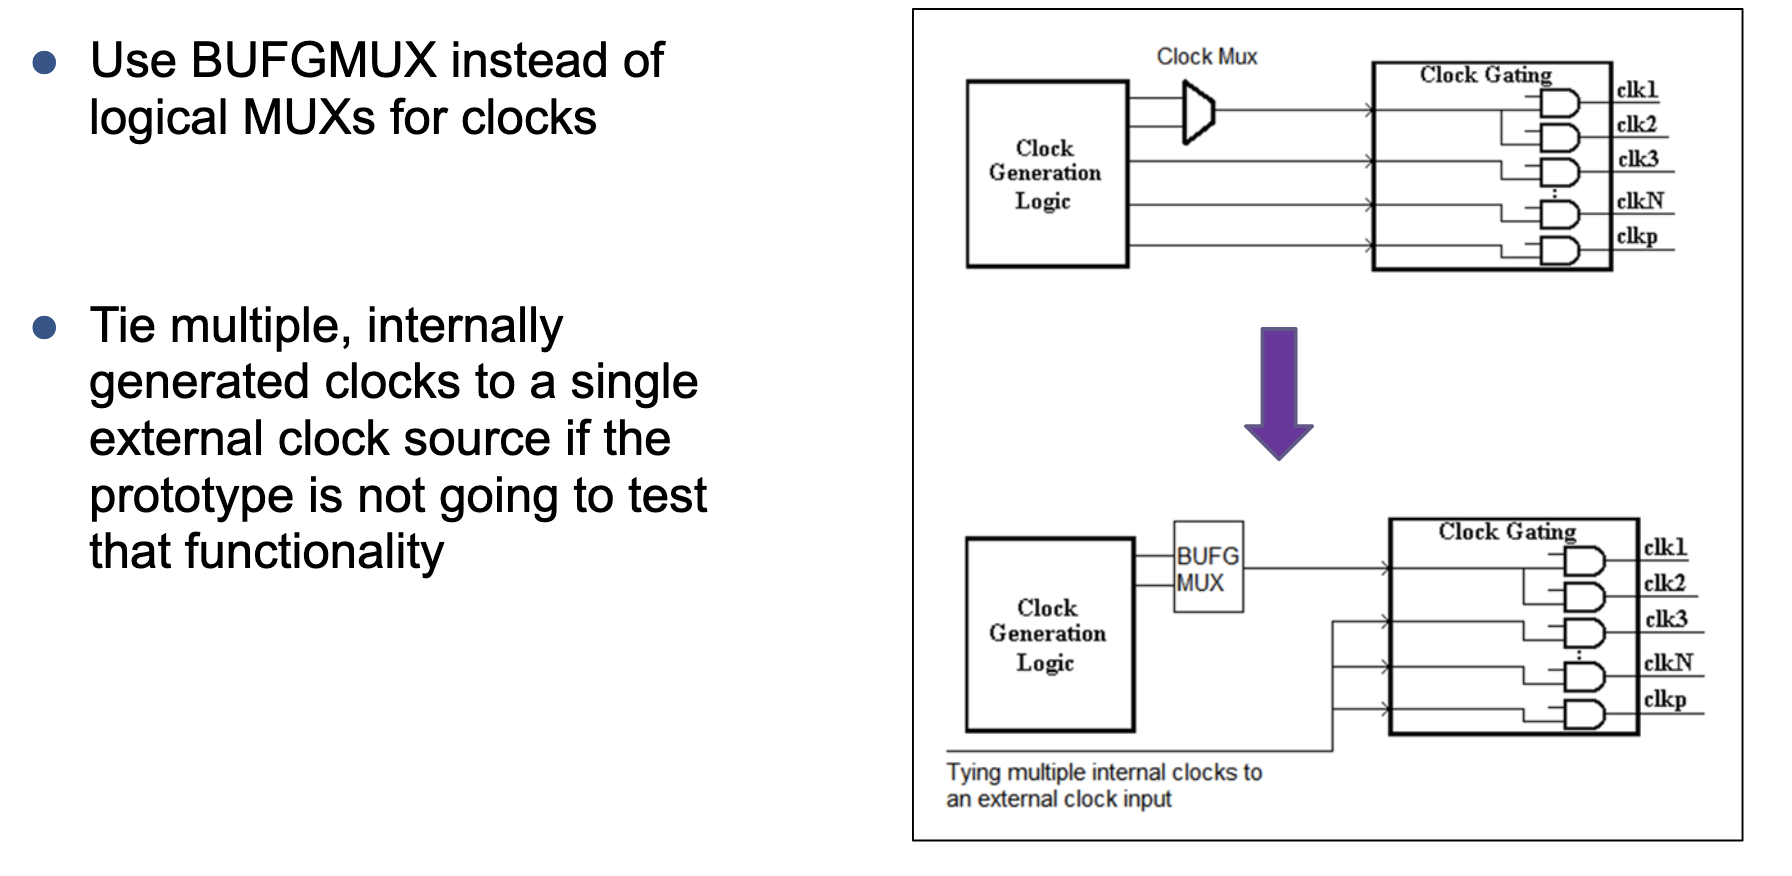 Use BUFGMUX instead of
logical MUXs for clocks
Tie multiple, internally
generated clocks to a single
external clock source if the
prototype is not going to test
that functionality
Clock Mux
Clock Generation Logic
Clock Gating
clk1
clk2
clk3
clkN
clkp
Clock
Generation
Logic
BUFG
MUX
Clock Gating
clk1
clk2
clk3
clkN
clkp
Tying multiple internal clocks to
an external clock input